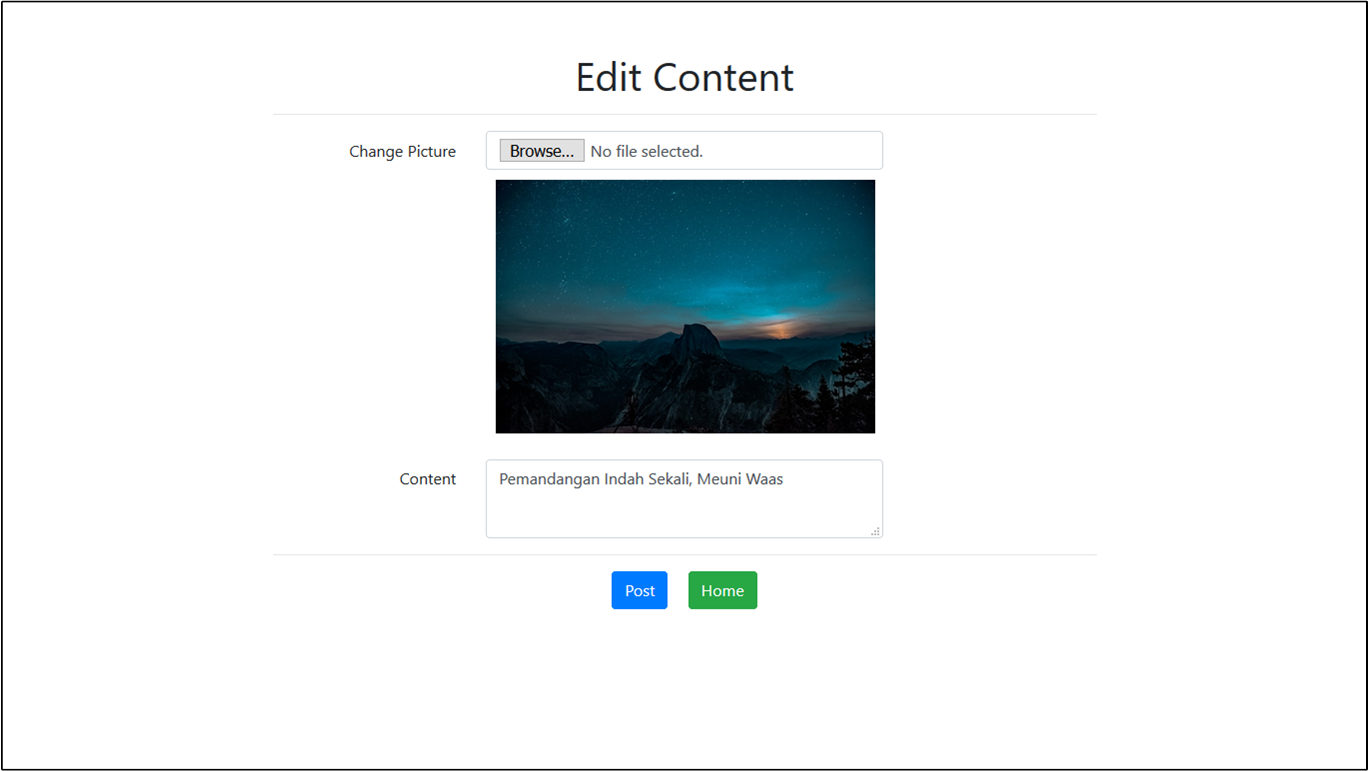 Edit Content
Change Picture
Browse... No file selected.
Content
Pemandangan Indah Sekali, Meuni Waas
Post
Home